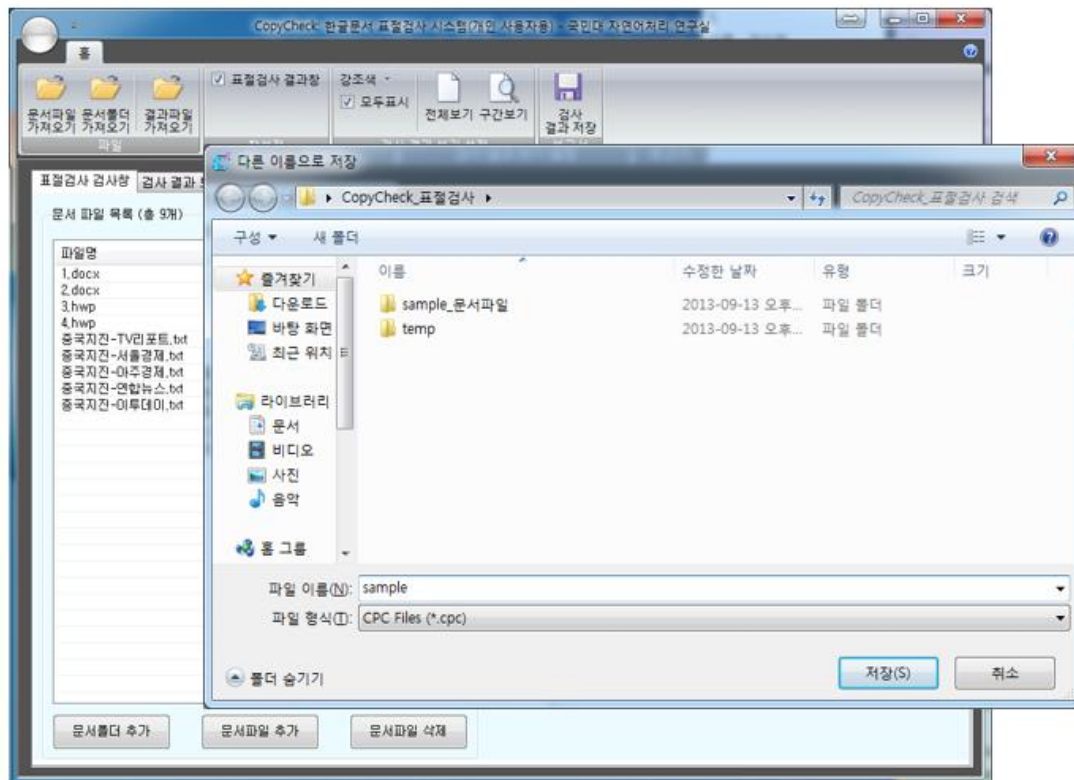 CopyCheck: 한글문서 표절검사 시스템(개인 사용자용) - 국민대 자연어처리 연구실
홈
표절검사 결과창
강조색
모두표시
문서파일 가져오기
문서폴더 가져오기
결과파일 가져오기
전체보기
구간보기
검사 결과 저장
파일
다른 이름으로 저장
CopyCheck_표절검사
CopyCheck_표절검사 검색
표절검사 검사창
검사 결과
구성
새 폴더
문서 파일 목록 (총 9개)
파일명
1.docx
2.docx
3.hwp
4.hwp
중국지진-TV리포트.txt
중국지진-서울경제.txt
중국지진-아주경제.txt
중국지진-연합뉴스.txt
중국지진-이투데이.txt
즐겨찾기
다운로드
바탕 화면
최근 위치
라이브러리
문서
비디오
사진
음악
홈 그룹
이름 수정한 날짜 유형 크기
sample_문서파일 2013-09-13 오후... 파일 폴더
temp 2013-09-13 오후... 파일 폴더
파일 이름(N): sample
파일 형식(T): CPC Files (*.cpc)
폴더 숨기기
저장(S)
취소
문서폴더 추가
문서파일 추가
문서파일 삭제